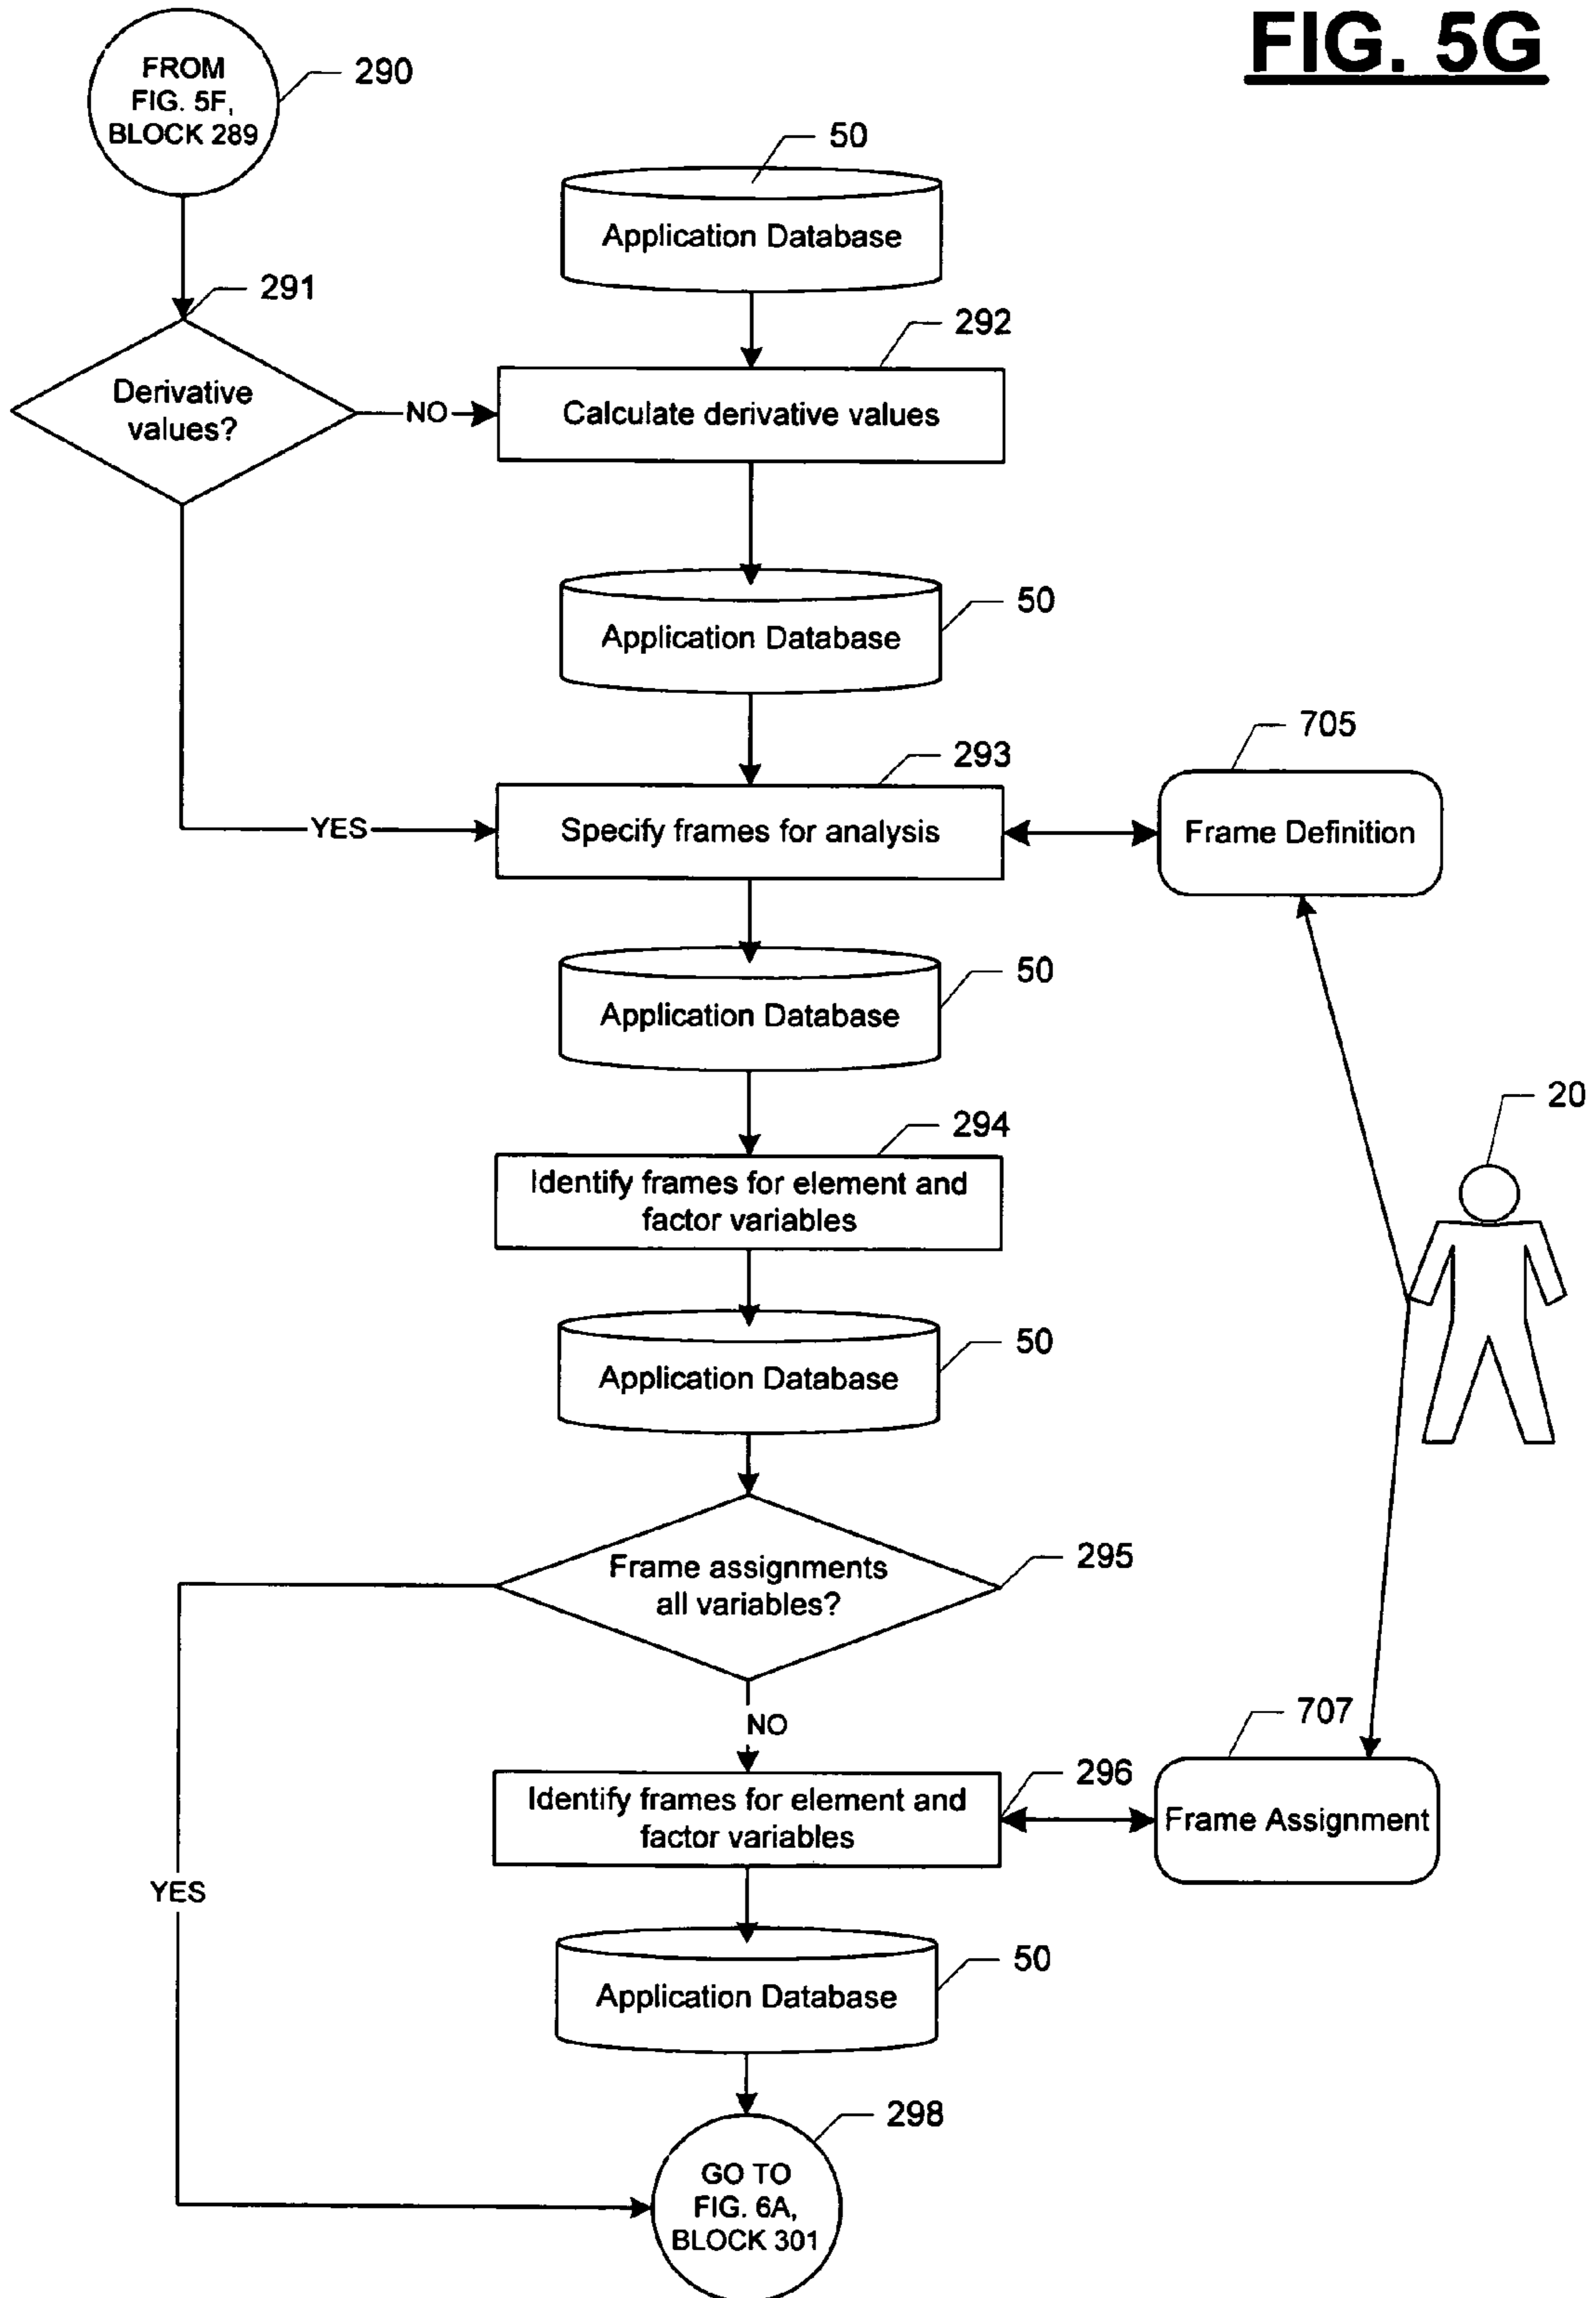 FIG. 5G
FROM
FIG. 5F,
BLOCK 289
290
50
Application Database
291
292
Derivative
values?
NO
Calculate derivative values
50
Application Database
705
293
YES
Specify frames for analysis
Frame Definition
50
Application Database
20
294
Identify frames for element and
factor variables
50
Application Database
295
Frame assignments
all variables?
NO
707
296
Identify frames for element and
factor variables
Frame Assignment
YES
50
Application Database
298
GO TO
FIG. 6A,
BLOCK 301